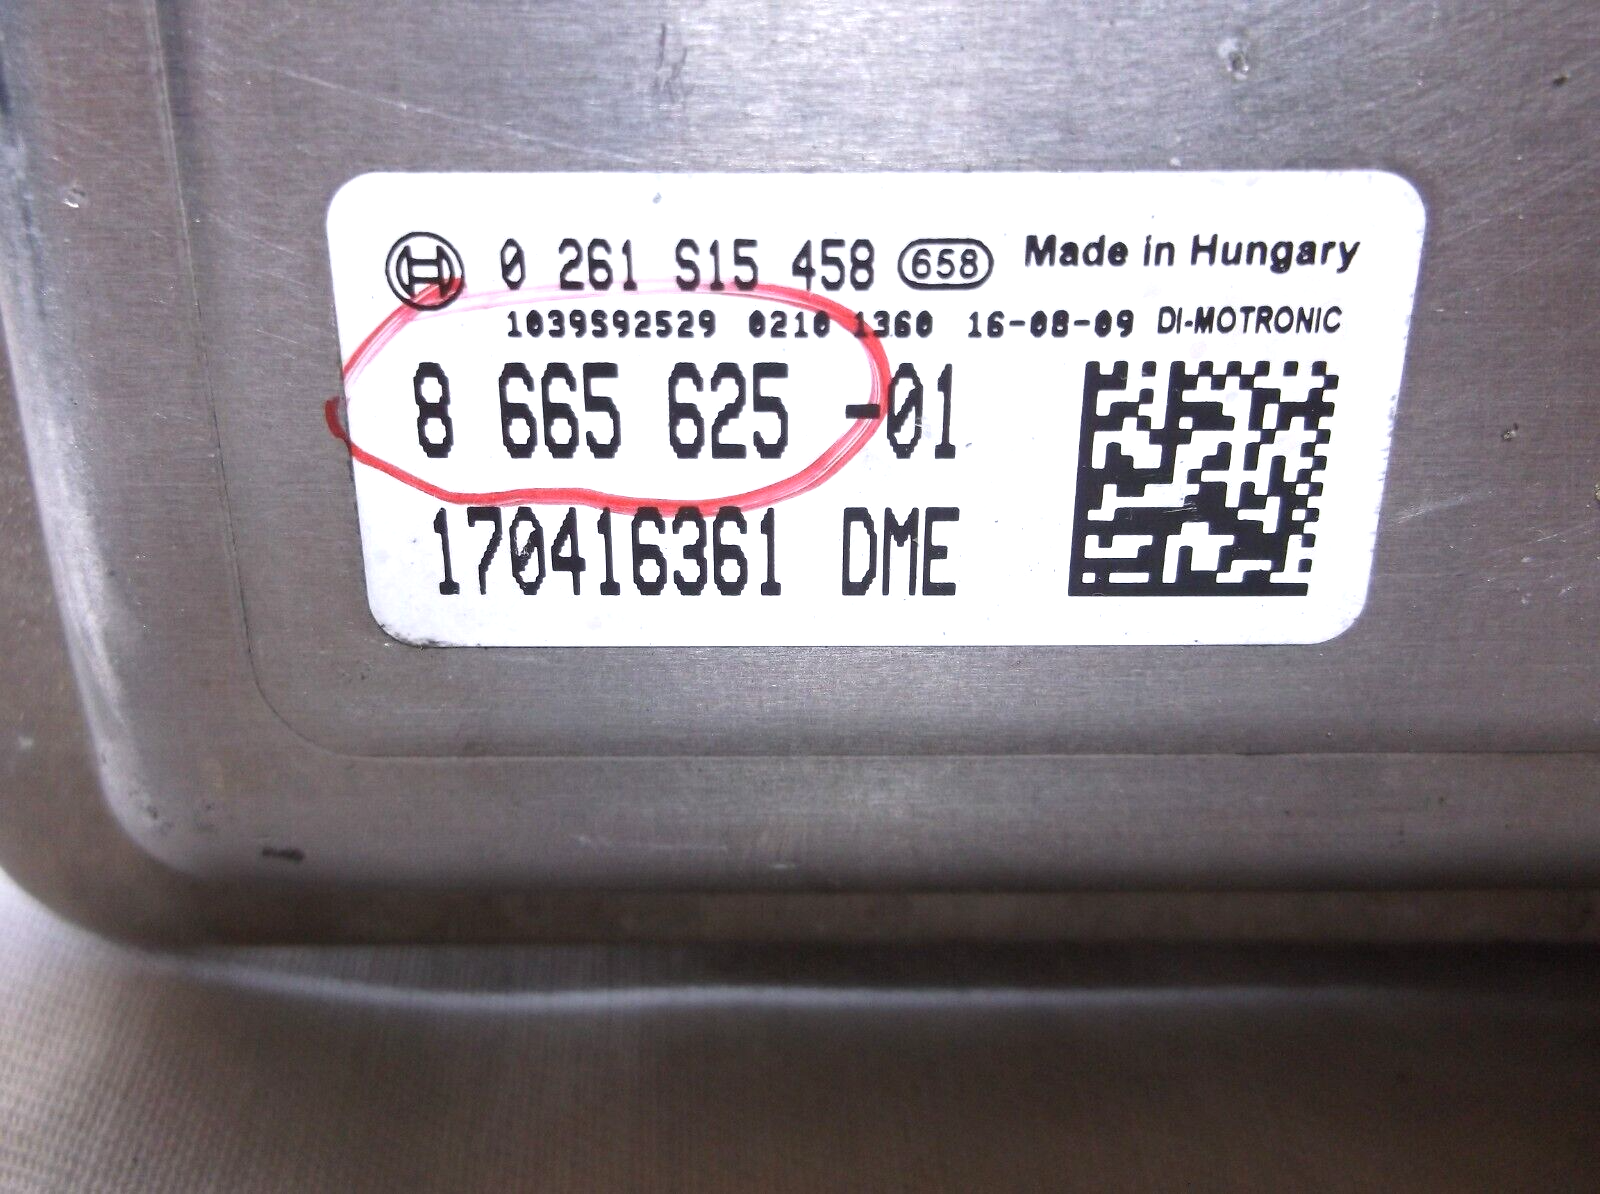 0 261 S15 458 658 Made in Hungary
1039S92529 0210 1360 16-08-09 DI-MOTRONIC
8 665 625 -01
170416361 DME